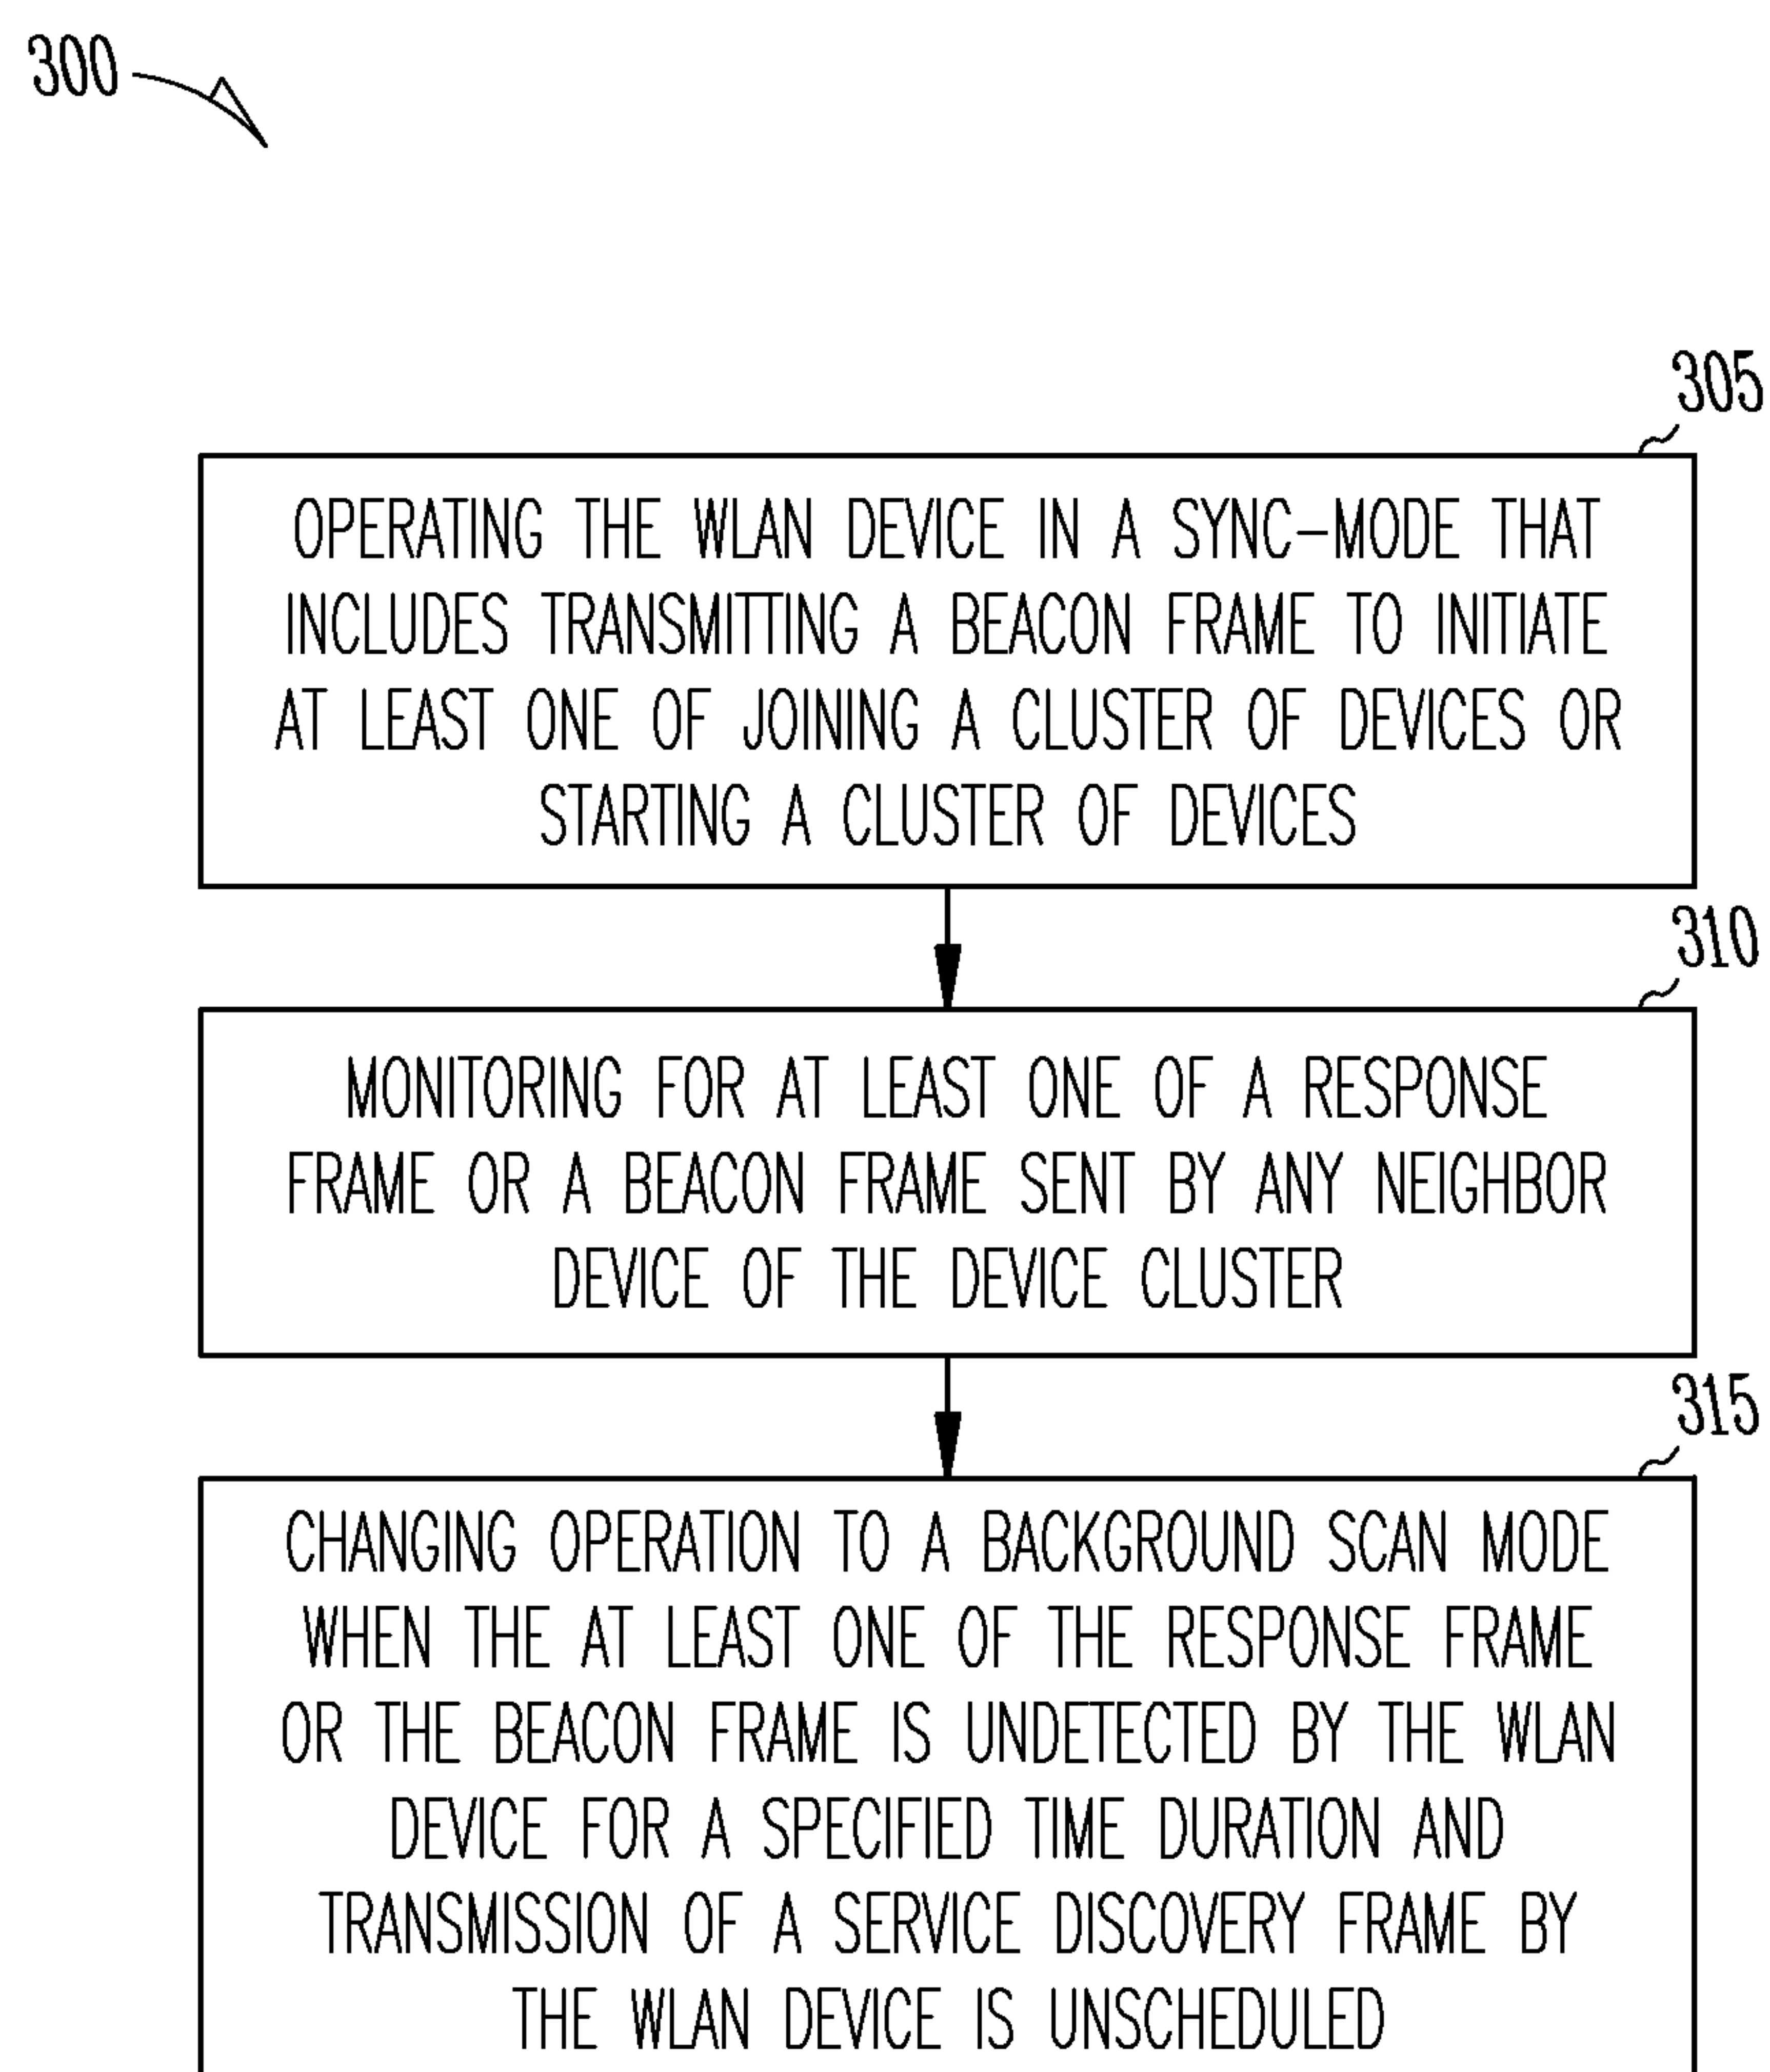 300
305
OPERATING THE WLAN DEVICE IN A SYNC-MODE THAT
INCLUDES TRANSMITTING A BEACON FRAME TO INITIATE
AT LEAST ONE OF JOINING A CLUSTER OF DEVICES OR
STARTING A CLUSTER OF DEVICES
310
MONITORING FOR AT LEAST ONE OF A RESPONSE
FRAME OR A BEACON FRAME SENT BY ANY NEIGHBOR
DEVICE OF THE DEVICE CLUSTER
315
CHANGING OPERATION TO A BACKGROUND SCAN MODE
WHEN THE AT LEAST ONE OF THE RESPONSE FRAME
OR THE BEACON FRAME IS UNDETECTED BY THE WLAN
DEVICE FOR A SPECIFIED TIME DURATION AND
TRANSMISSION OF A SERVICE DISCOVERY FRAME BY
THE WLAN DEVICE IS UNSCHEDULED